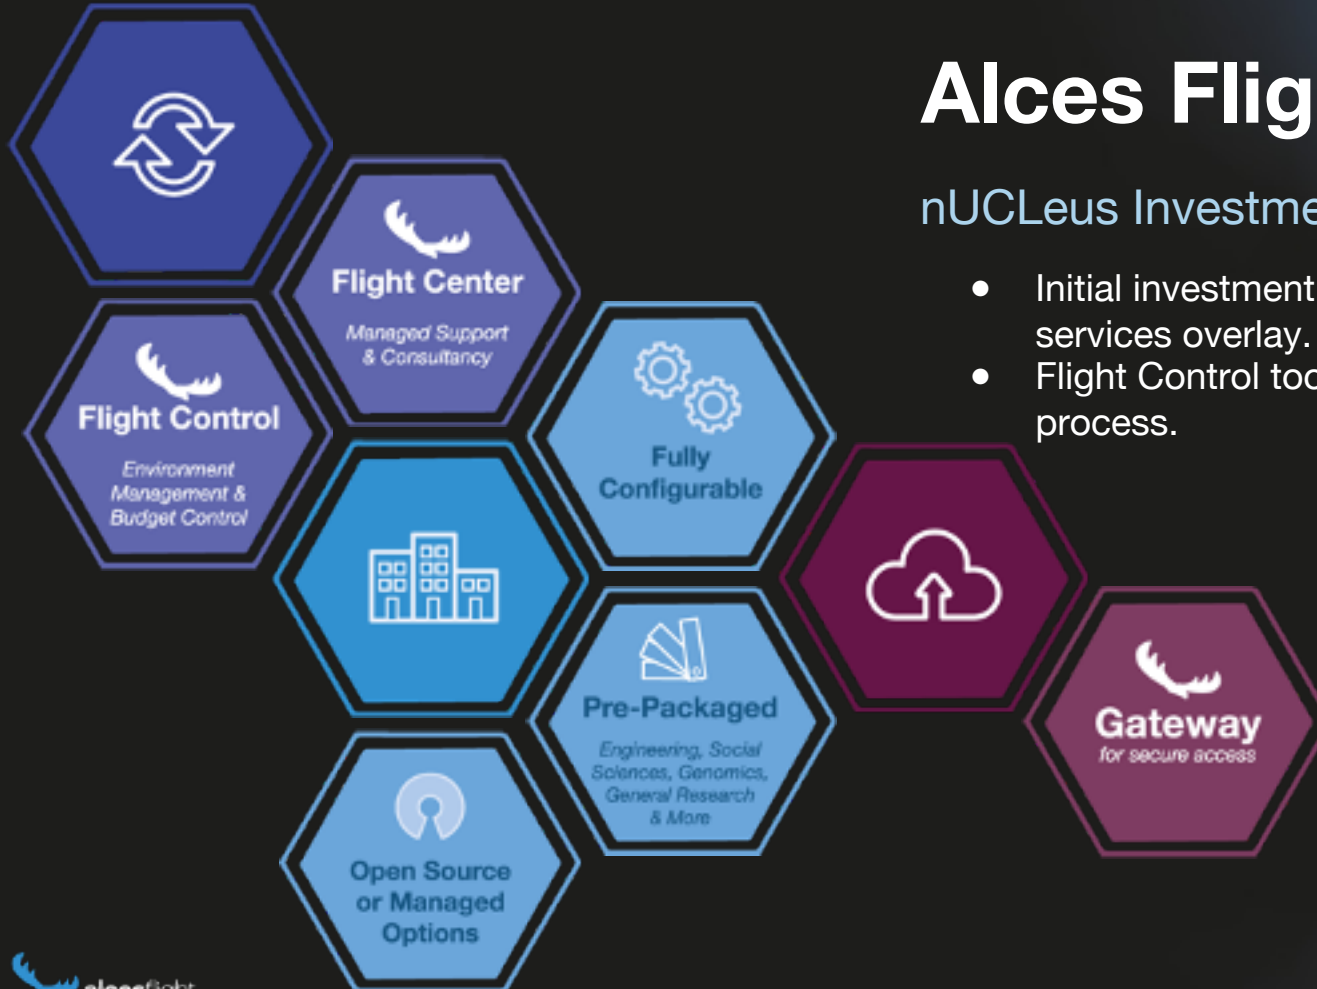 Alces Flig
nUCLeus Investme
● Initial investment
services overlay.
● Flight Control too
process.
Flight Center
Managed Support
& Consultancy
Flight Control
Environment
Management &
Budget Control
Fully
Configurable
Pre-Packaged
Engineering, Social
Sciences, Genomics,
General Research
& More
Gateway
for secure access
Open Source
or Managed
Options
alcesflight